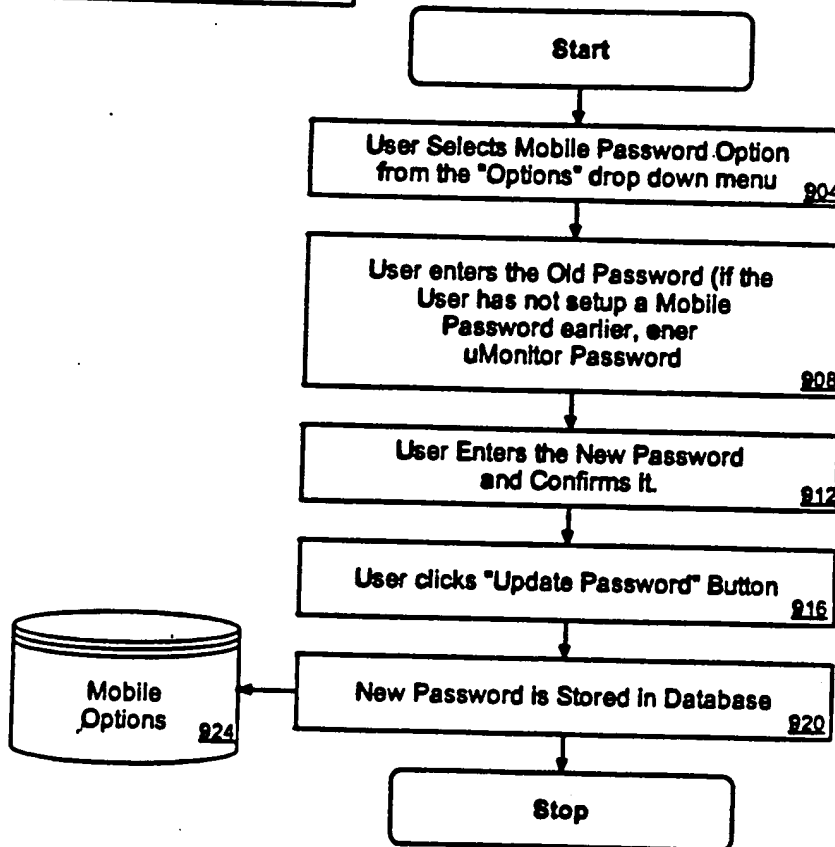 Start
User Selects Mobile Password Option
from the "Options" drop down menu
904
User enters the Old Password (if the
User has not setup a Mobile
Password earlier, ener
uMonitor Password
908
User Enters the New Password
and Confirms it.
912
User clicks "Update Password" Button
916
New Password is Stored in Database
920
Mobile
Options
924
Stop